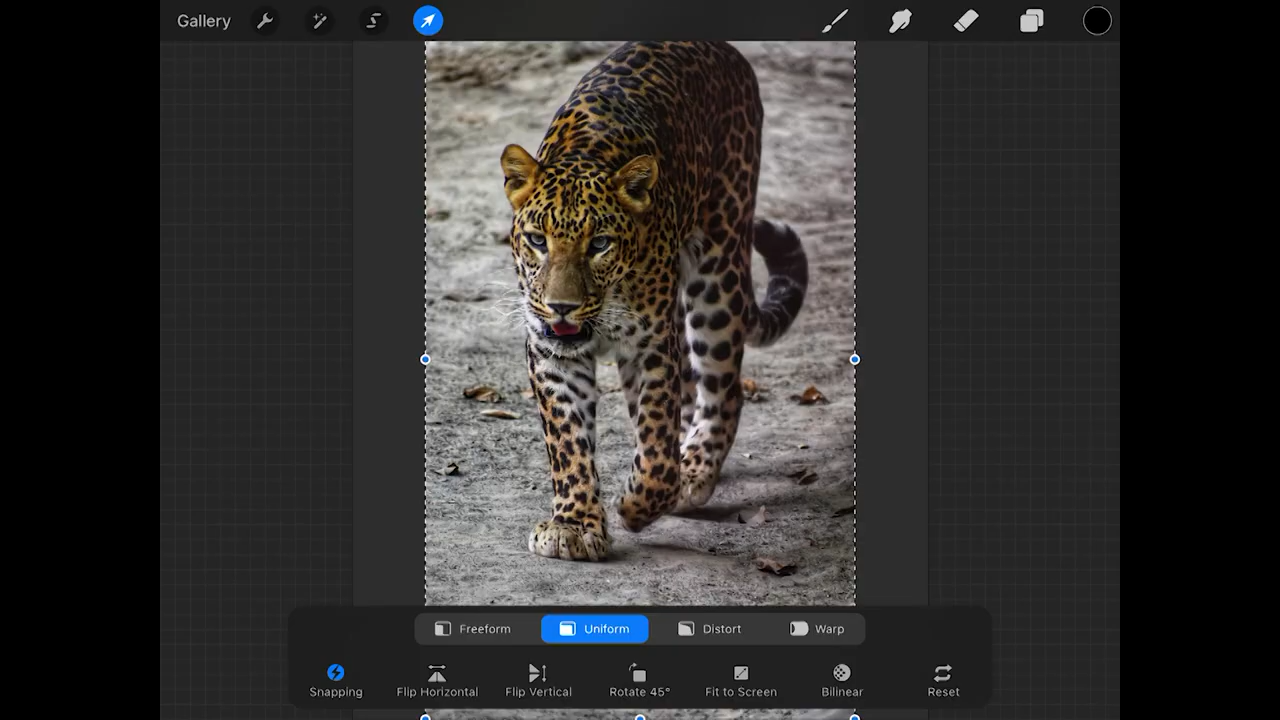 Gallery
Freeform Uniform Distort Warp
Snapping Flip Horizontal Flip Vertical Rotate 45° Fit to Screen Bilinear Reset